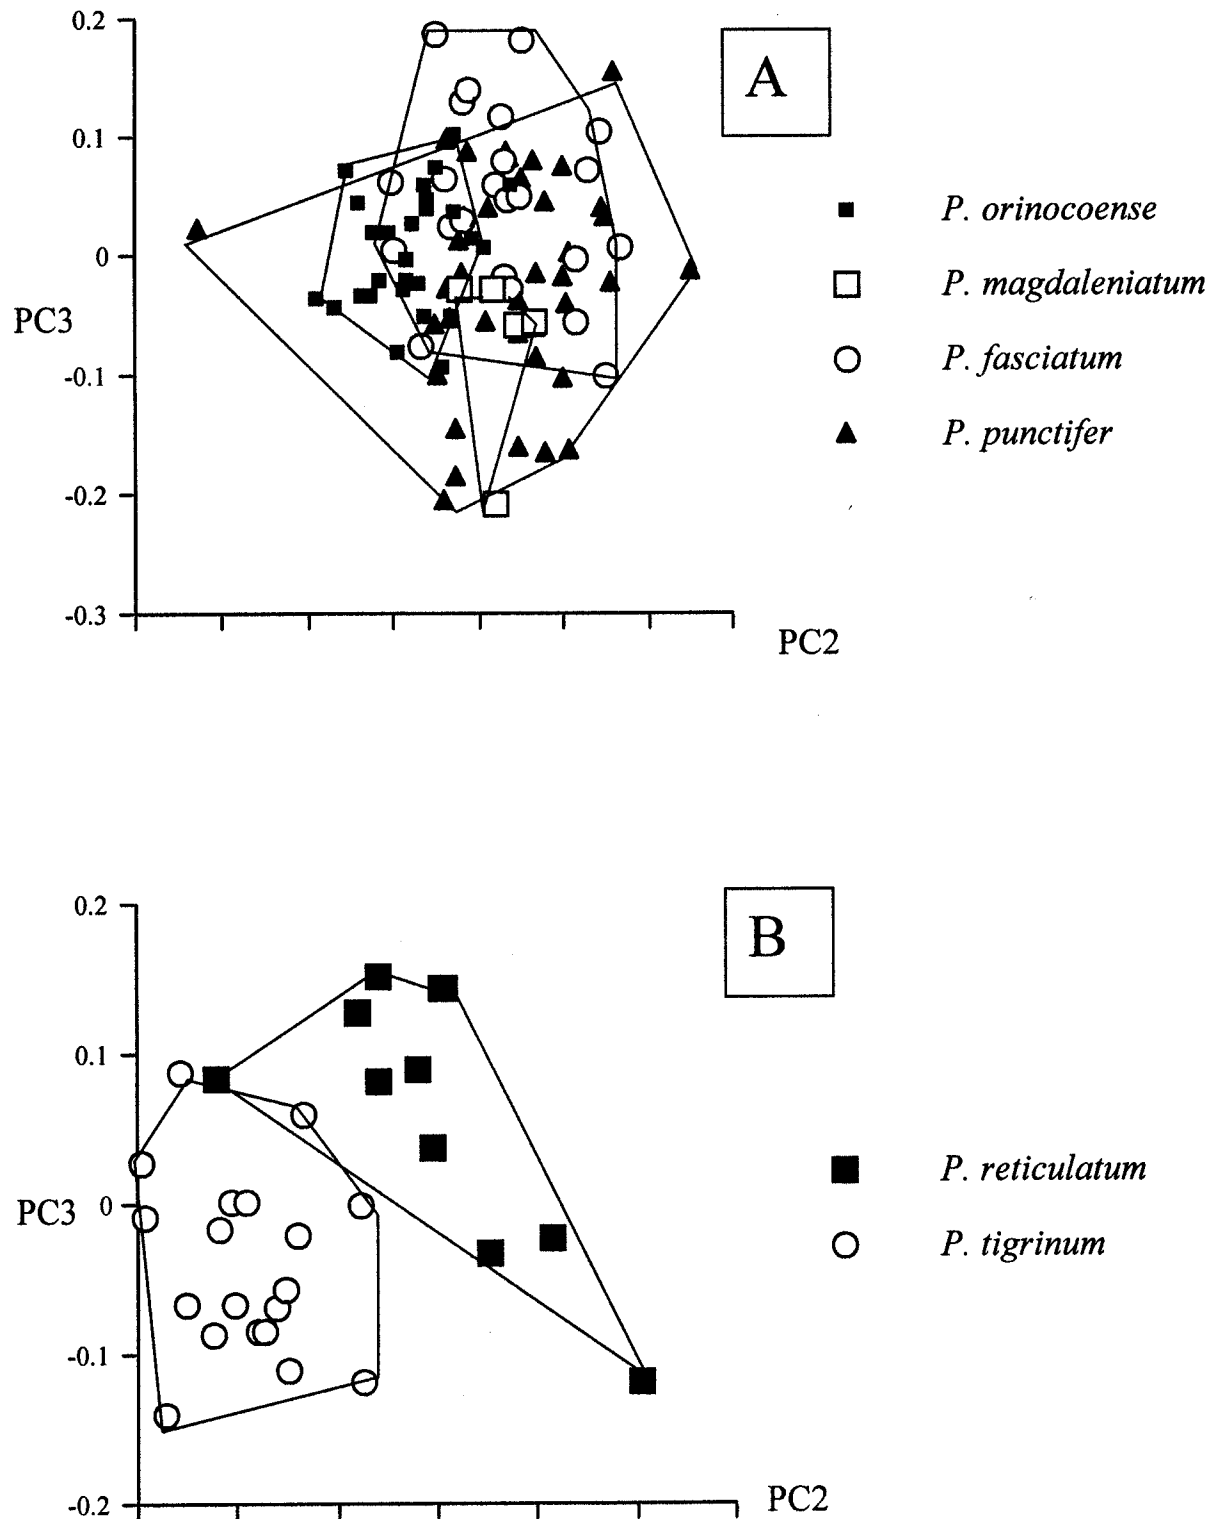 0.2
A
0.1
P. orinocoense
0
P. magdaleniatum
PC3
P. fasciatum
-0.1
P. punctifer
-0.2
-0.3
PC2
0.2
B
0.1
P. reticulatum
PC3 0
P. tigrinum
-0.1
-0.2
PC2